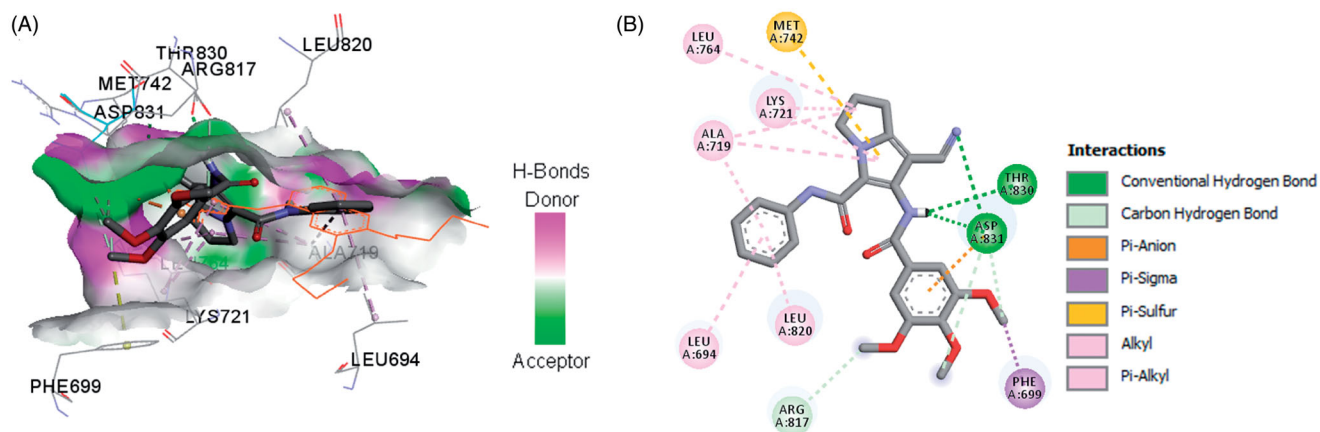 (A)
THR830
LEU820
ARG817
MET742
ASP831
H-Bonds
Donor
ALA719
LYS721
LEU694
Acceptor
PHE699
(B)
MET
A:742
LEU
A:764
LYS
A:721
ALA
A:719
THR
A:830
ASP
A:831
LEU
A:820
LEU
A:694
PHE
A:699
ARG
A:817
Interactions
Conventional Hydrogen Bond
Carbon Hydrogen Bond
Pi-Anion
Pi-Sigma
Pi-Sulfur
Alkyl
Pi-Alkyl